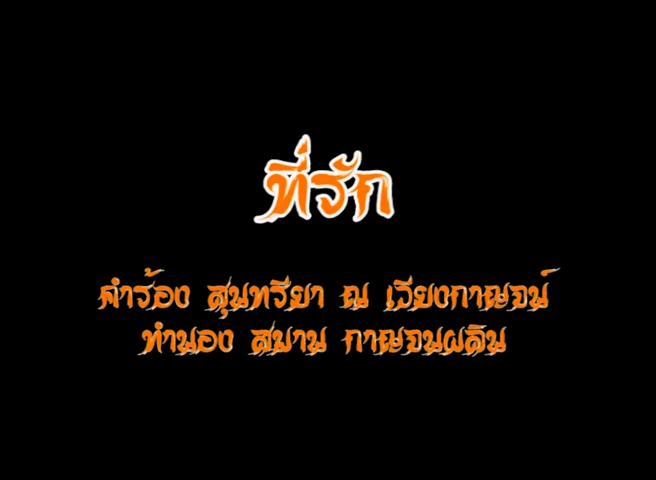 ที่รัก
คำร้อง สุนทรียา ณ เวียงกาญจน์
ทำนอง สมาน กาญจนผลิน